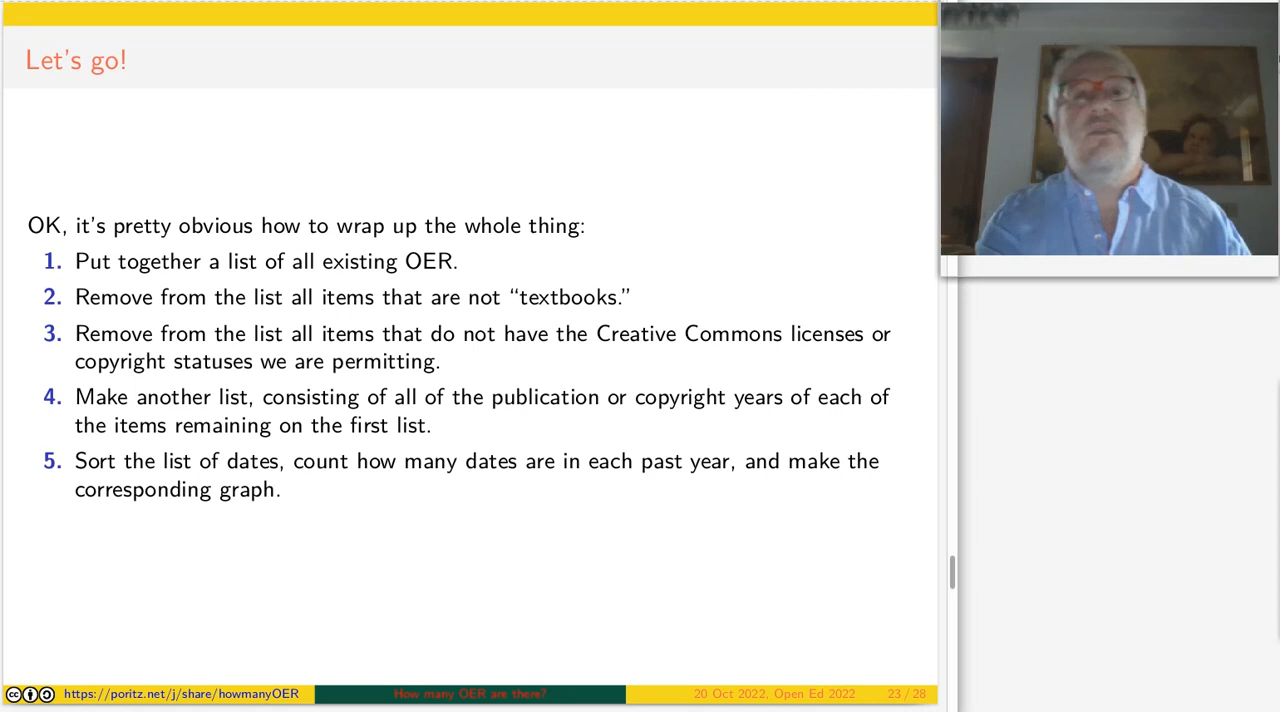 Let's go!
OK, it's pretty obvious how to wrap up the whole thing:
1. Put together a list of all existing OER.
2. Remove from the list all items that are not “textbooks.”
3. Remove from the list all items that do not have the Creative Commons licenses or
copyright statuses we are permitting.
4. Make another list, consisting of all of the publication or copyright years of each of
the items remaining on the first list.
5. Sort the list of dates, count how many dates are in each past year, and make the
corresponding graph.
cc https://poritz.net/j/share/howmanyOER How many OER are there? 20 Oct 2022, Open Ed 2022 23 / 28